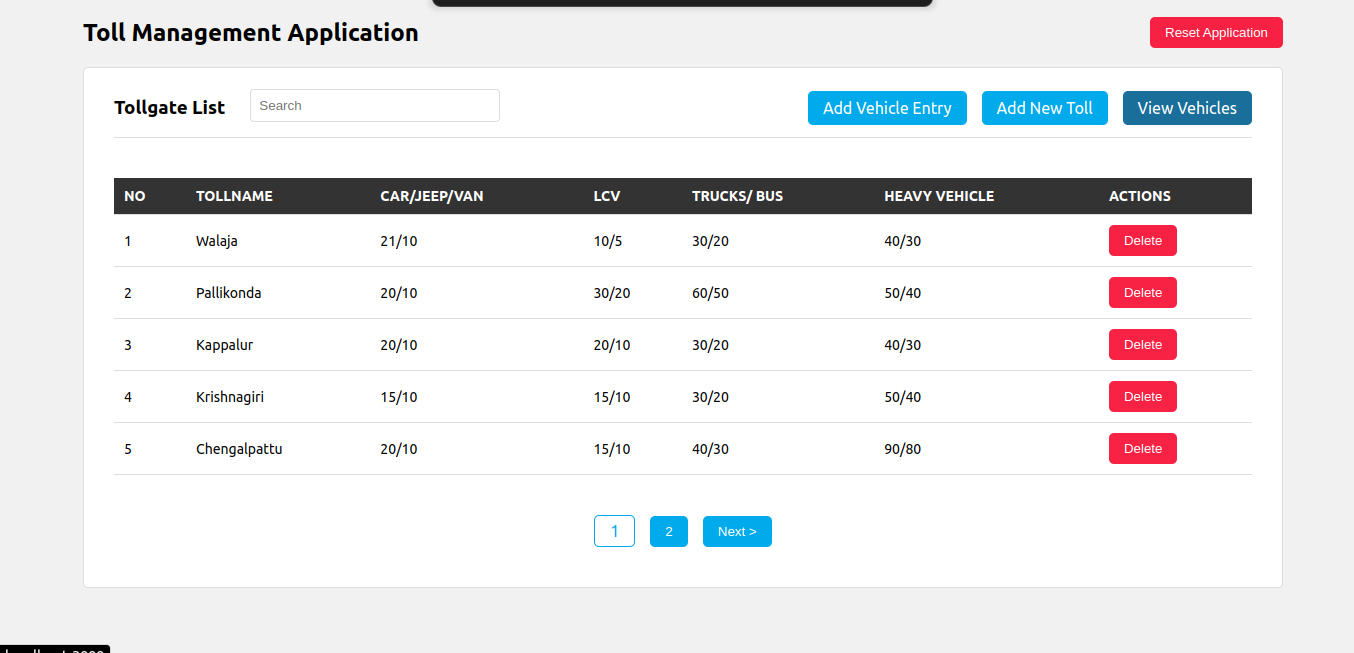 Toll Management Application Reset Application
Tollgate List Search Add Vehicle Entry Add New Toll View Vehicles
NO TOLLNAME CAR/JEEP/VAN LCV TRUCKS/ BUS HEAVY VEHICLE ACTIONS
1 Walaja 21/10 10/5 30/20 40/30 Delete
2 Pallikonda 20/10 30/20 60/50 50/40 Delete
3 Kappalur 20/10 20/10 30/20 40/30 Delete
4 Krishnagiri 15/10 15/10 30/20 50/40 Delete
5 Chengalpattu 20/10 15/10 40/30 90/80 Delete
1 2 Next >